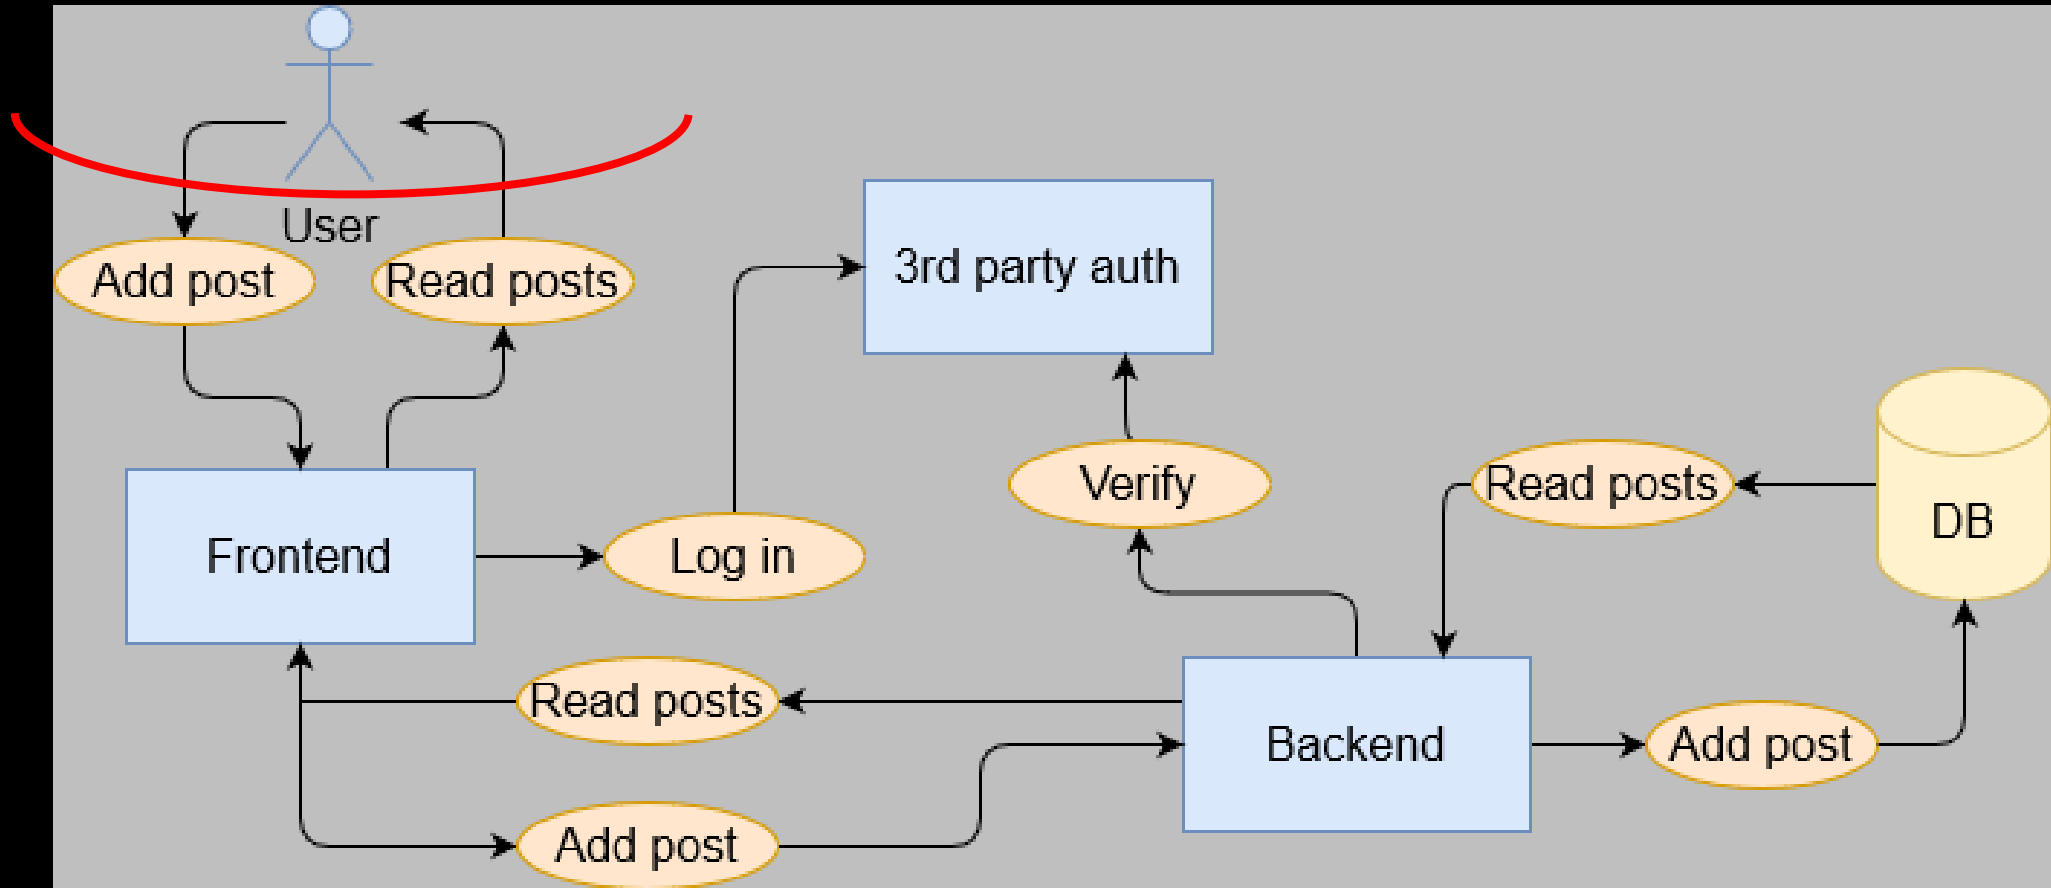 User
Add post
Read posts
3rd party auth
Verify
Read posts
DB
Frontend
Log in
Read posts
Backend
Add post
Add post